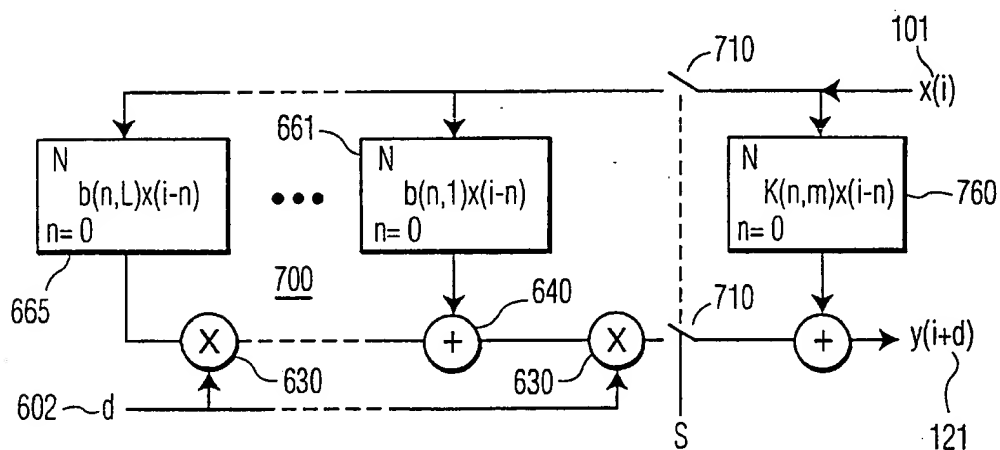 101
710
x(i)
661
N
b(n,L)x(i-n)
n= 0
•••
N
b(n,1)x(i-n)
n= 0
N
K(n,m)x(i-n)
n= 0
760
665
700
640
710
X
630
+
X
630
+
y(i+d)
602
d
S
121